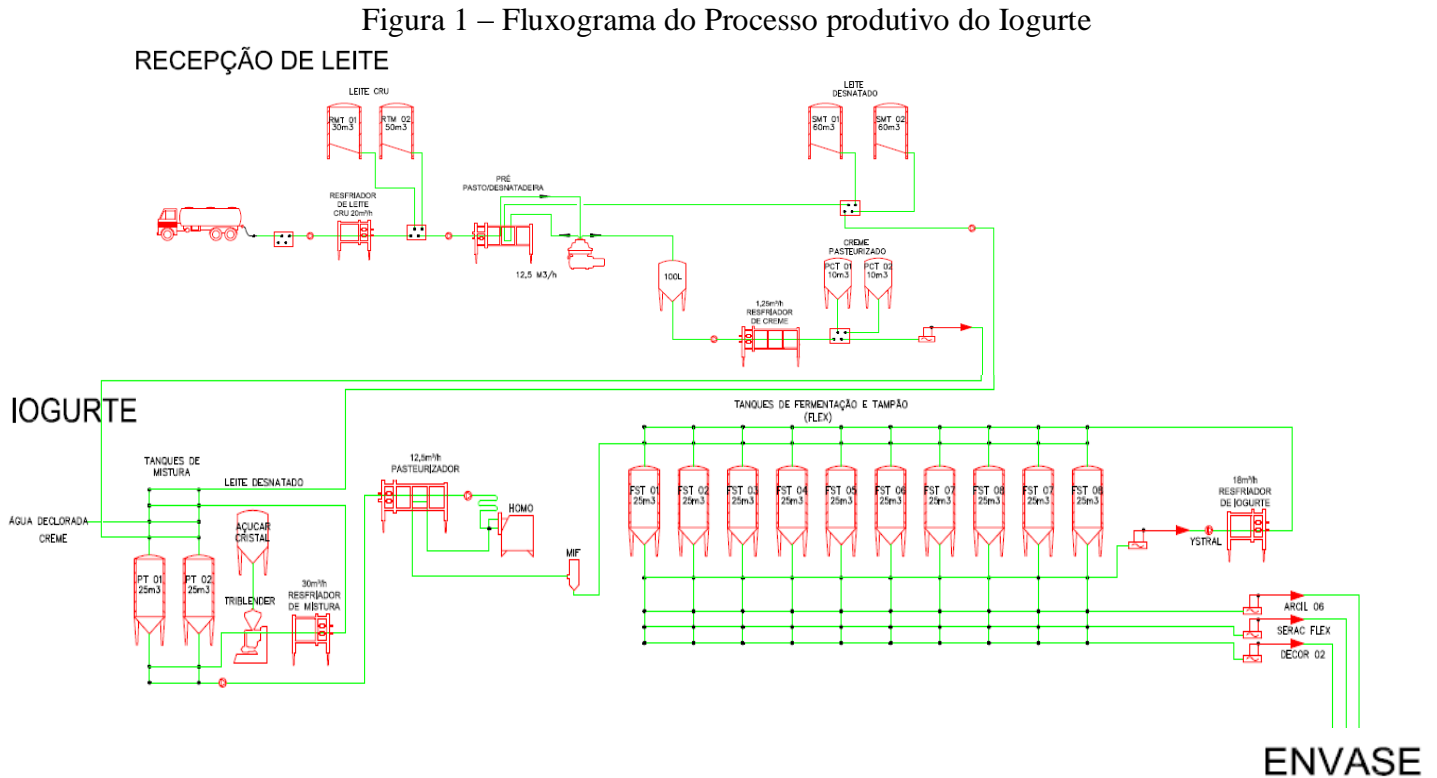 Figura 1 – Fluxograma do Processo produtivo do Iogurte
RECEPÇÃO DE LEITE
LEITE CRU
RMT 01
30m3
RTM 02
50m3
LEITE
DESNATADO
SMT 01
60m3
SMT 02
60m3
RESFRIADOR
DE LEITE
CRU 20m³/h
PRÉ
PASTO/DESNATADEIRA
12,5 M3/h
100L
CREME
PASTEURIZADO
PCT 01
10m3
PCT 02
10m3
1,25m³/h
RESFRIADOR
DE CREME
IOGURTE
TANQUES DE
MISTURA
LEITE DESNATADO
ÁGUA DECLORADA
CREME
AÇUCAR
CRISTAL
PT 01
25m3
PT 02
25m3
TRIBLENDER
30m³/h
RESFRIADOR
DE MISTURA
12,5m³/h
PASTEURIZADOR
HOMO
MIF
TANQUES DE FERMENTAÇÃO E TAMPÃO
(FLEX)
FST 01
25m3
FST 02
25m3
FST 03
25m3
FST 04
25m3
FST 05
25m3
FST 06
25m3
FST 07
25m3
FST 08
25m3
FST 07
25m3
FST 08
25m3
18m³/h
RESFRIADOR
DE IOGURTE
YSTRAL
ARCIL 06
SERAC FLEX
DECOR 02
ENVASE